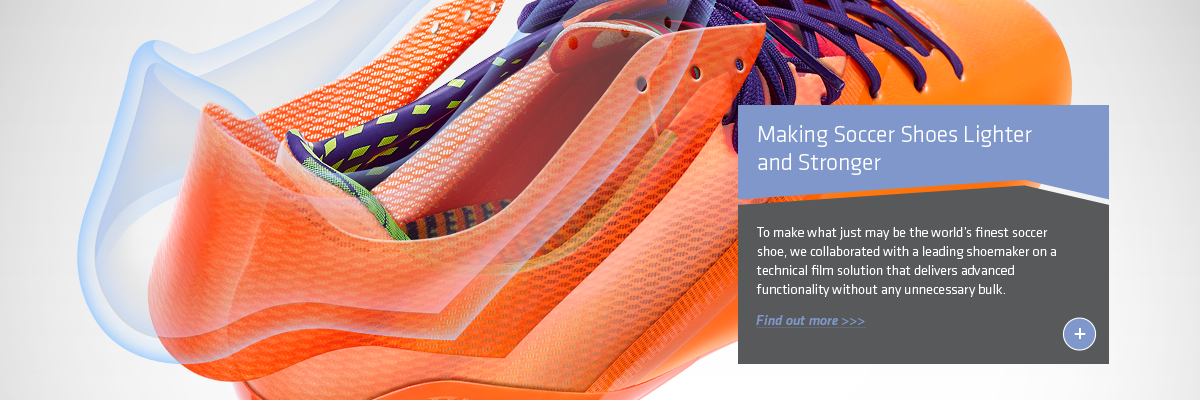 Making Soccer Shoes Lighter
and Stronger
To make what just may be the world's finest soccer
shoe, we collaborated with a leading shoemaker on a
technical film solution that delivers advanced
functionality without any unnecessary bulk.
Find out more >>>
+